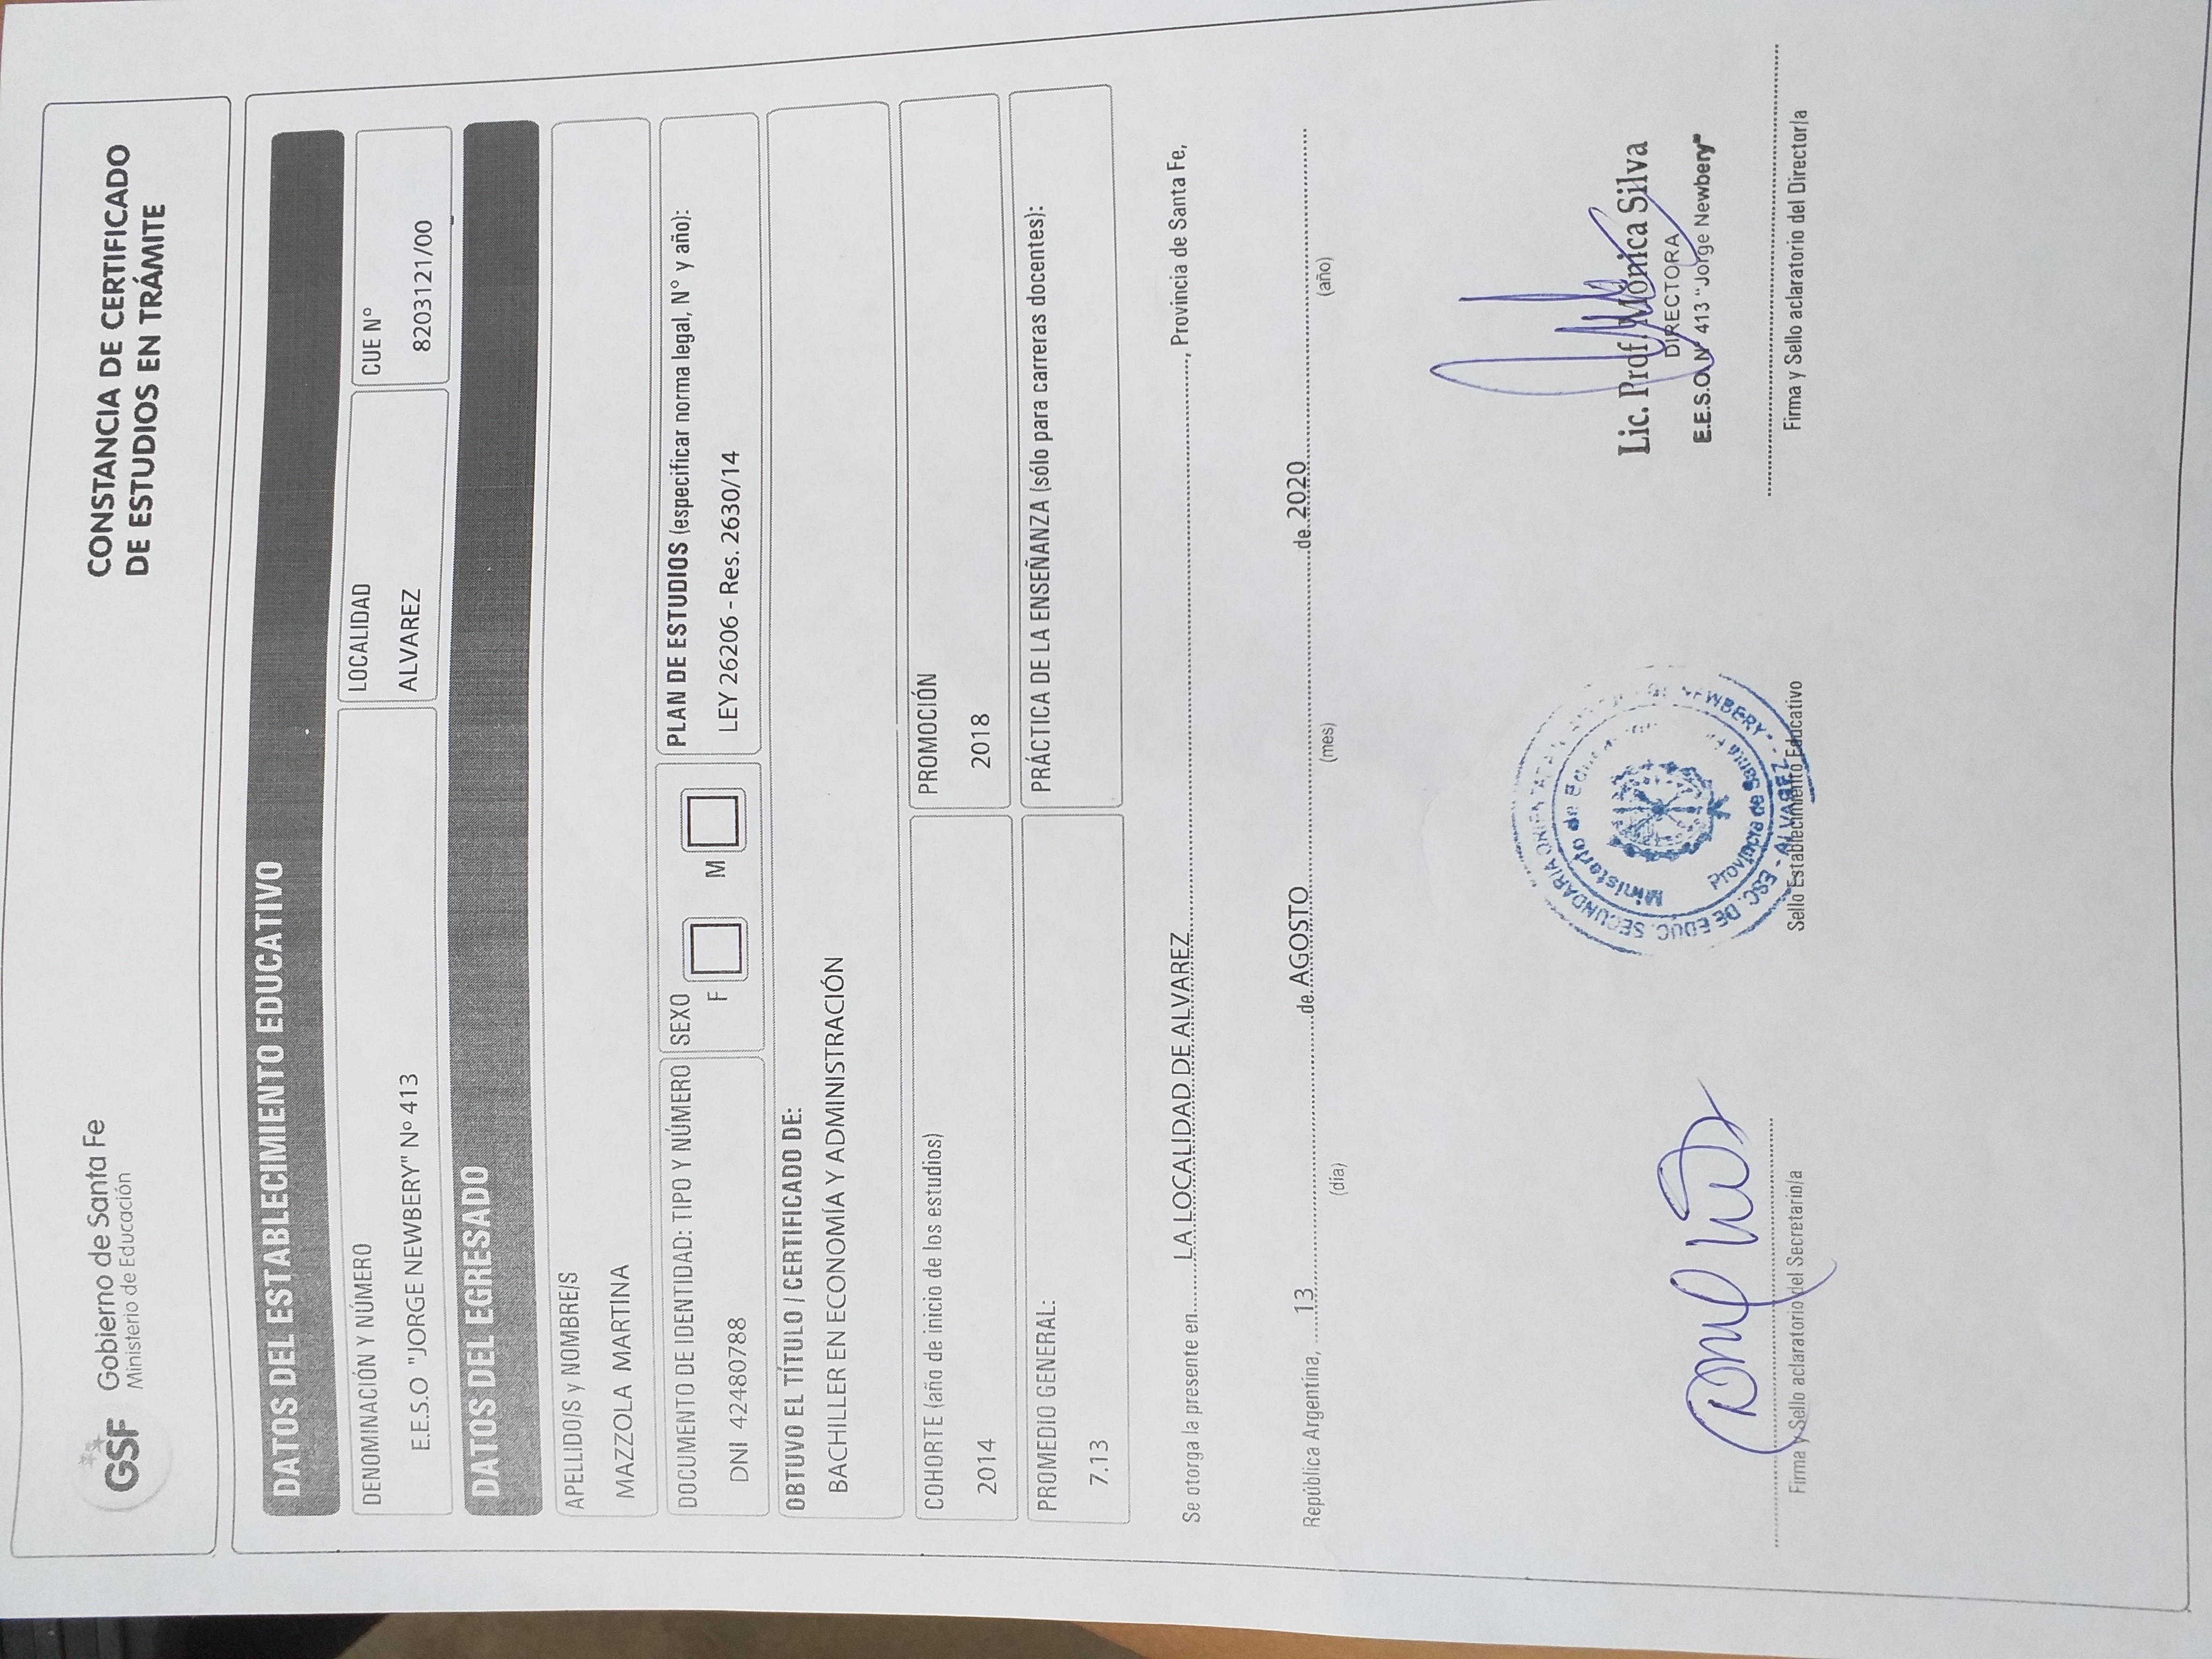 GSF
Gobierno de Santa Fe
Ministerio de Educación
CONSTANCIA DE CERTIFICADO
DE ESTUDIOS EN TRÁMITE
DATOS DEL ESTABLECIMIENTO EDUCATIVO
DENOMINACIÓN Y NÚMERO
E.E.S.O "JORGE NEWBERY" Nº 413
LOCALIDAD
ALVAREZ
CUE N°
8203121/00
DATOS DEL EGRESADO
APELLIDO/S y NOMBRE/S
MAZZOLA MARTINA
DOCUMENTO DE IDENTIDAD: TIPO Y NÚMERO
DNI 42480788
SEXO
F
M
PLAN DE ESTUDIOS (especificar norma legal, N° y año):
LEY 26206 - Res. 2630/14
OBTUVO EL TÍTULO / CERTIFICADO DE:
BACHILLER EN ECONOMÍA Y ADMINISTRACIÓN
COHORTE (año de inicio de los estudios)
2014
PROMOCIÓN
2018
PROMEDIO GENERAL:
7.13
PRÁCTICA DE LA ENSEÑANZA (sólo para carreras docentes):
Se otorga la presente en LA LOCALIDAD DE ALVAREZ, Provincia de Santa Fe,
República Argentina, 13 de AGOSTO de 2020
(día) (mes) (año)
ESC. DE EDUC. SECUNDARIA
NEWBERY - ALVAREZ -
Ministerio de
Provincia de Santa
Lic. Prof. Mónica Silva
DIRECTORA
E.E.S.O. Nº 413 "Jorge Newbery"
Firma y Sello aclaratorio del Secretario/a
Sello Establecimiento Educativo
Firma y Sello aclaratorio del Director/a